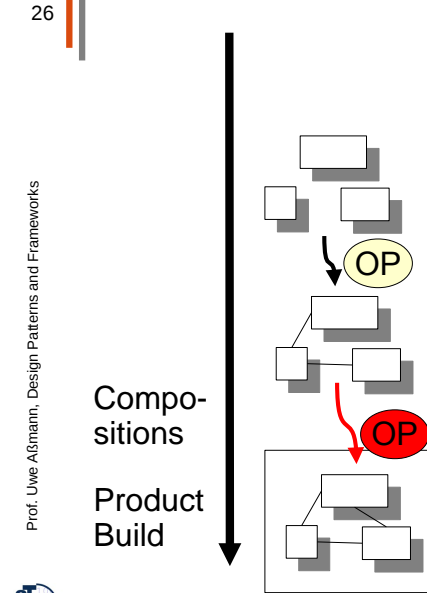 26
Prof. Uwe Aßmann, Design Patterns and Frameworks
OP
Compo-
sitions
OP
Product
Build